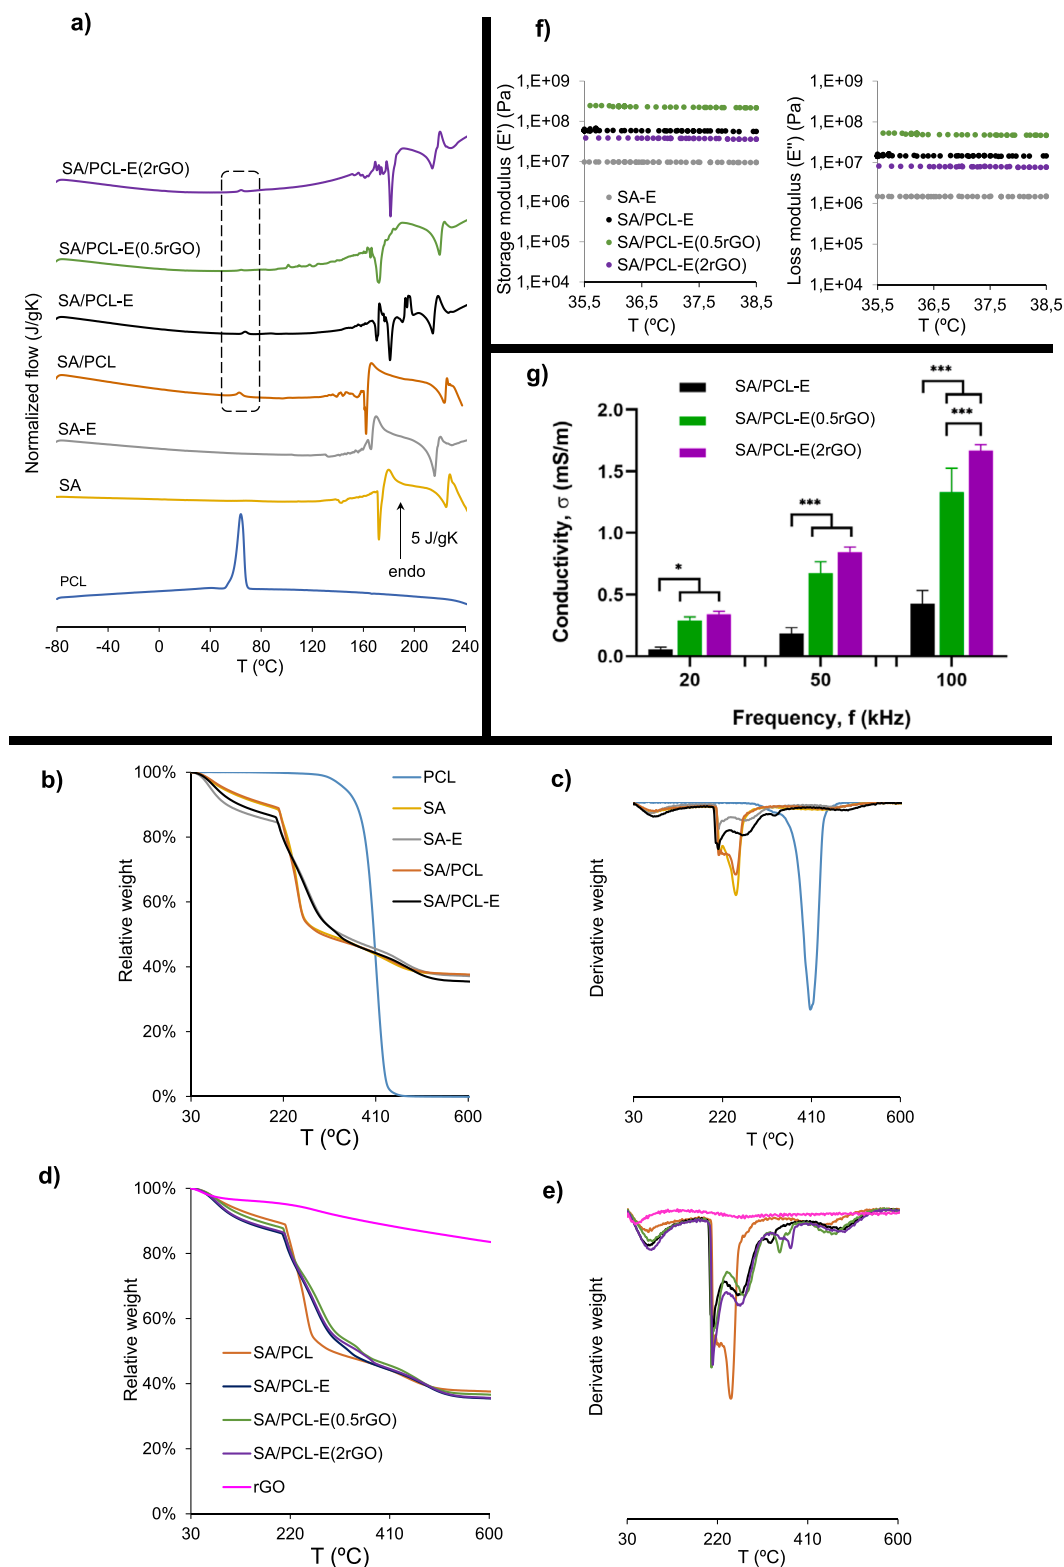 a)
SA/PCL-E(2rGO)
SA/PCL-E(0.5rGO)
SA/PCL-E
SA/PCL
SA-E
SA
PCL
5 J/gK
endo
Normalized flow (J/gK)
-80 -40 0 40 80 120 160 200 240
T (ºC)
f)
1,E+09
1,E+08
1,E+07
1,E+06
1,E+05
1,E+04
Storage modulus (E') (Pa)
SA-E
SA/PCL-E
SA/PCL-E(0.5rGO)
SA/PCL-E(2rGO)
35,5 36,5 37,5 38,5
T (ºC)
1,E+09
1,E+08
1,E+07
1,E+06
1,E+05
1,E+04
Loss modulus (E'') (Pa)
35,5 36,5 37,5 38,5
T (ºC)
g)
SA/PCL-E
SA/PCL-E(0.5rGO)
SA/PCL-E(2rGO)
***
***
***
*
2.0
1.5
1.0
0.5
0.0
Conductivity, σ (mS/m)
20 50 100
Frequency, f (kHz)
b)
100%
80%
60%
40%
20%
0%
Relative weight
PCL
SA
SA-E
SA/PCL
SA/PCL-E
30 220 410 600
T (ºC)
c)
Derivative weight
30 220 410 600
T (ºC)
d)
100%
80%
60%
40%
20%
0%
Relative weight
SA/PCL
SA/PCL-E
SA/PCL-E(0.5rGO)
SA/PCL-E(2rGO)
rGO
30 220 410 600
T (ºC)
e)
Derivative weight
30 220 410 600
T (ºC)